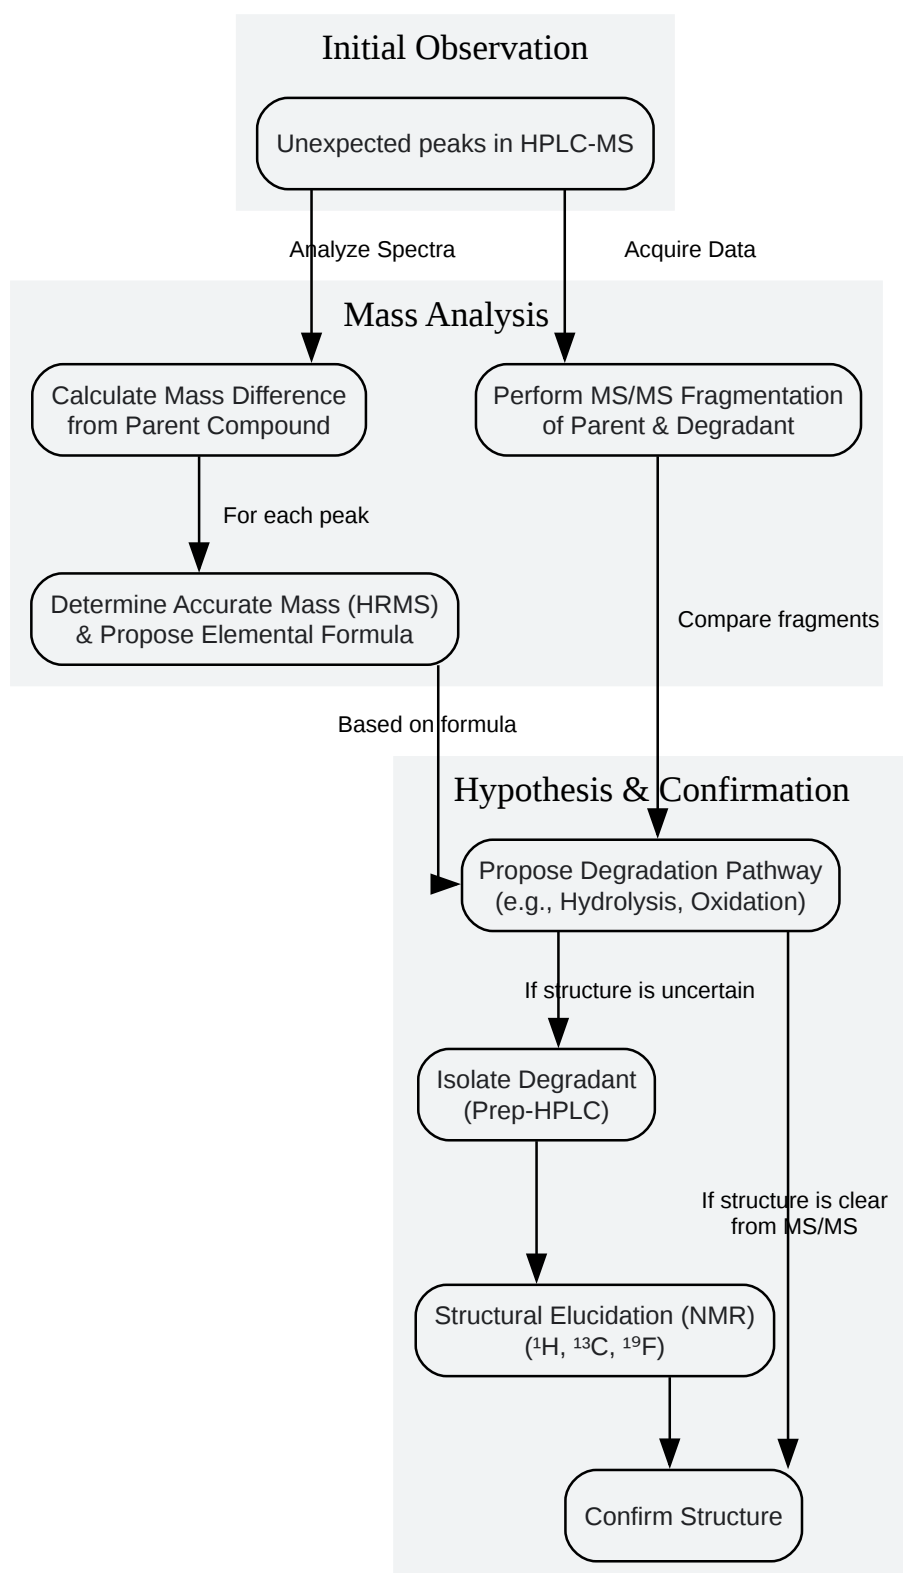 Initial Observation
Unexpected peaks in HPLC-MS
Analyze Spectra
Acquire Data
Mass Analysis
Calculate Mass Difference
from Parent Compound
Perform MS/MS Fragmentation
of Parent & Degradant
For each peak
Determine Accurate Mass (HRMS)
& Propose Elemental Formula
Compare fragments
Based on formula
Hypothesis & Confirmation
Propose Degradation Pathway
(e.g., Hydrolysis, Oxidation)
If structure is uncertain
Isolate Degradant
(Prep-HPLC)
If structure is clear
from MS/MS
Structural Elucidation (NMR)
(¹H, ¹³C, ¹⁹F)
Confirm Structure